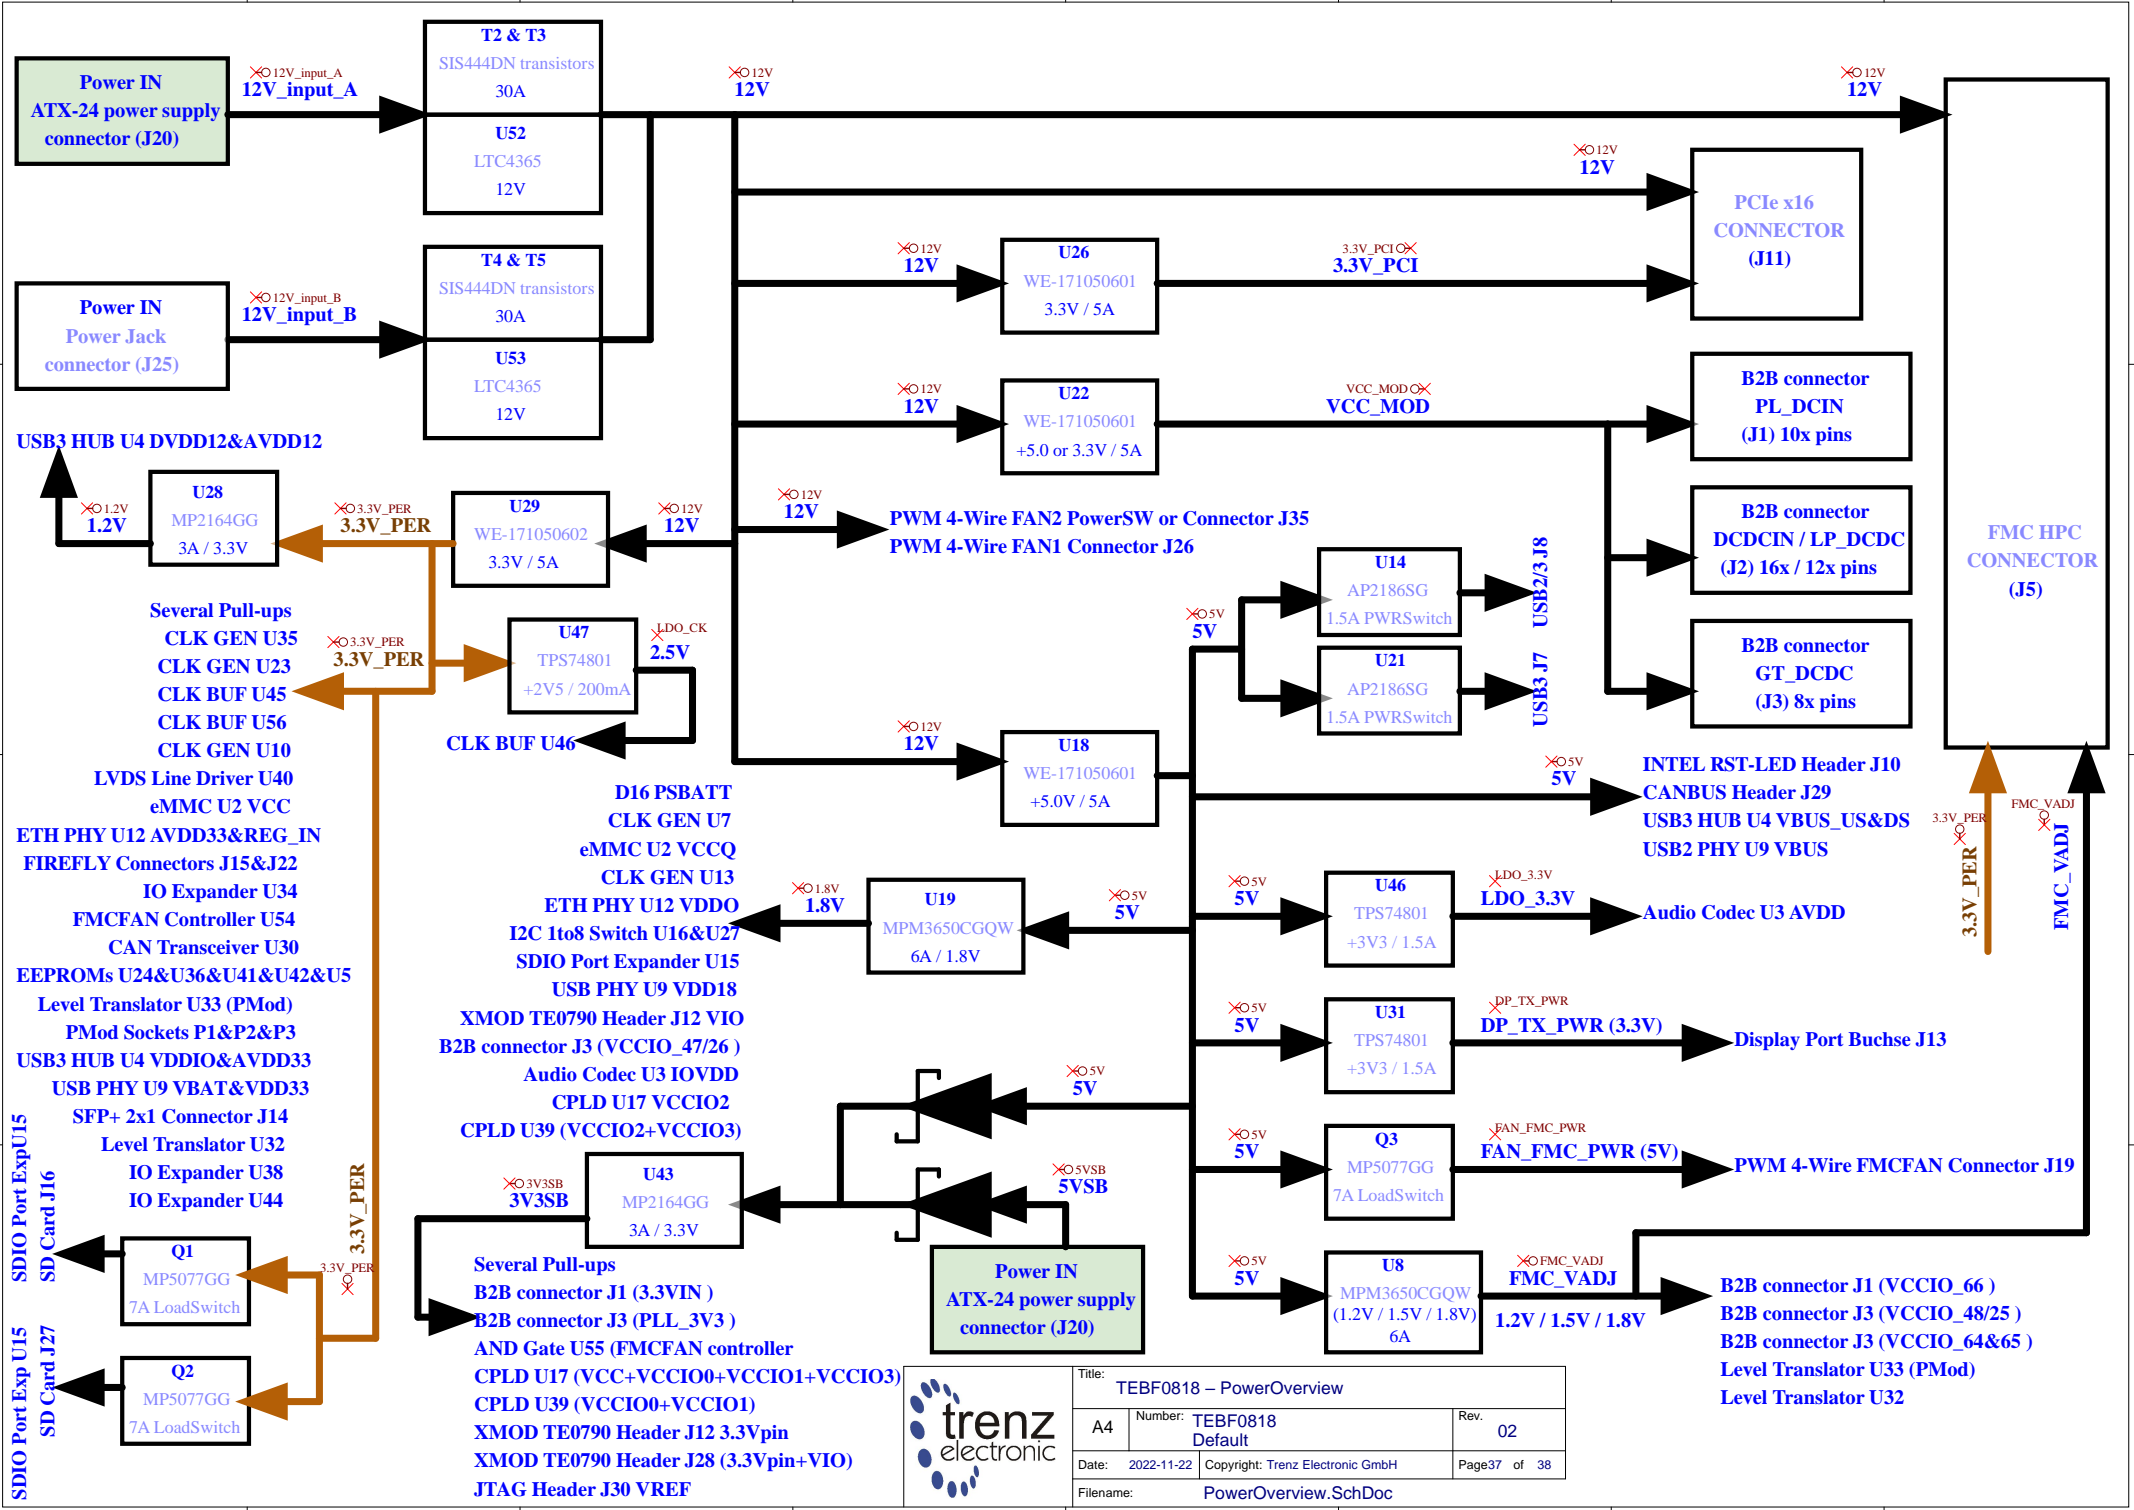 Power IN
ATX-24 power supply
connector (J20)
12V_input_A
12V_input_A
T2 & T3
SIS444DN transistors
30A
U52
LTC4365
12V
12V
12V
12V
12V
Power IN
Power Jack
connector (J25)
12V_input_B
12V_input_B
T4 & T5
SIS444DN transistors
30A
U53
LTC4365
12V
12V
12V
PCIe x16
CONNECTOR
(J11)
12V
12V
U26
WE-171050601
3.3V / 5A
3.3V_PCI
3.3V_PCI
12V
12V
U22
WE-171050601
+5.0 or 3.3V / 5A
VCC_MOD
VCC_MOD
B2B connector
PL_DCIN
(J1) 10x pins
B2B connector
DCDCIN / LP_DCDC
(J2) 16x / 12x pins
B2B connector
GT_DCDC
(J3) 8x pins
FMC HPC
CONNECTOR
(J5)
USB3 HUB U4 DVDD12&AVDD12
1.2V
1.2V
U28
MP2164GG
3A / 3.3V
3.3V_PER
3.3V_PER
U29
WE-171050602
3.3V / 5A
12V
12V
12V
12V
PWM 4-Wire FAN2 PowerSW or Connector J35
PWM 4-Wire FAN1 Connector J26
U14
AP2186SG
1.5A PWRSwitch
USB2/3 J8
5V
5V
U21
AP2186SG
1.5A PWRSwitch
USB3 J7
Several Pull-ups
CLK GEN U35
CLK GEN U23
CLK BUF U45
CLK BUF U56
CLK GEN U10
LVDS Line Driver U40
eMMC U2 VCC
ETH PHY U12 AVDD33&REG_IN
FIREFLY Connectors J15&J22
IO Expander U34
FMCFAN Controller U54
CAN Transceiver U30
EEPROMs U24&U36&U41&U42&U5
Level Translator U33 (PMod)
PMod Sockets P1&P2&P3
USB3 HUB U4 VDDIO&AVDD33
USB PHY U9 VBAT&VDD33
SFP+ 2x1 Connector J14
Level Translator U32
IO Expander U38
IO Expander U44
3.3V_PER
3.3V_PER
U47
TPS74801
+2V5 / 200mA
LDO_CK
2.5V
CLK BUF U46
12V
12V
U18
WE-171050601
+5.0V / 5A
5V
5V
INTEL RST-LED Header J10
CANBUS Header J29
USB3 HUB U4 VBUS_US&DS
USB2 PHY U9 VBUS
3.3V_PER
3.3V_PER
FMC_VADJ
FMC_VADJ
D16 PSBATT
CLK GEN U7
eMMC U2 VCCQ
CLK GEN U13
ETH PHY U12 VDDO
I2C 1to8 Switch U16&U27
SDIO Port Expander U15
USB PHY U9 VDD18
XMOD TE0790 Header J12 VIO
B2B connector J3 (VCCIO_47/26 )
Audio Codec U3 IOVDD
CPLD U17 VCCIO2
CPLD U39 (VCCIO2+VCCIO3)
1.8V
1.8V
U19
MPM3650CGQW
6A / 1.8V
5V
5V
5V
5V
U46
TPS74801
+3V3 / 1.5A
LDO_3.3V
LDO_3.3V
Audio Codec U3 AVDD
5V
5V
U31
TPS74801
+3V3 / 1.5A
DP_TX_PWR
DP_TX_PWR (3.3V)
Display Port Buchse J13
5V
5V
5V
5V
Q3
MP5077GG
7A LoadSwitch
FAN_FMC_PWR
FAN_FMC_PWR (5V)
PWM 4-Wire FMCFAN Connector J19
3V3SB
3V3SB
U43
MP2164GG
3A / 3.3V
5VSB
5VSB
Power IN
ATX-24 power supply
connector (J20)
5V
5V
U8
MPM3650CGQW
(1.2V / 1.5V / 1.8V)
6A
FMC_VADJ
FMC_VADJ
1.2V / 1.5V / 1.8V
B2B connector J1 (VCCIO_66 )
B2B connector J3 (VCCIO_48/25 )
B2B connector J3 (VCCIO_64&65 )
Level Translator U33 (PMod)
Level Translator U32
SDIO Port ExpU15
SD Card J16
Q1
MP5077GG
7A LoadSwitch
3.3V_PER
3.3V_PER
SDIO Port Exp U15
SD Card J27
Q2
MP5077GG
7A LoadSwitch
Several Pull-ups
B2B connector J1 (3.3VIN )
B2B connector J3 (PLL_3V3 )
AND Gate U55 (FMCFAN controller
CPLD U17 (VCC+VCCIO0+VCCIO1+VCCIO3)
CPLD U39 (VCCIO0+VCCIO1)
XMOD TE0790 Header J12 3.3Vpin
XMOD TE0790 Header J28 (3.3Vpin+VIO)
JTAG Header J30 VREF
trenz
electronic
Title:
TEBF0818 – PowerOverview
A4
Number: TEBF0818
Default
Rev.
02
Date: 2022-11-22
Copyright: Trenz Electronic GmbH
Page37 of 38
Filename: PowerOverview.SchDoc